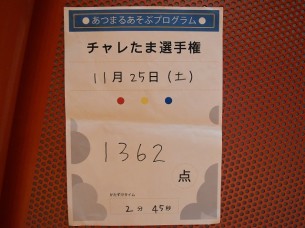 ●あつまるあそぶプログラム●
チャレたま選手権
11月25日(土)
1362
点
2分 45秒